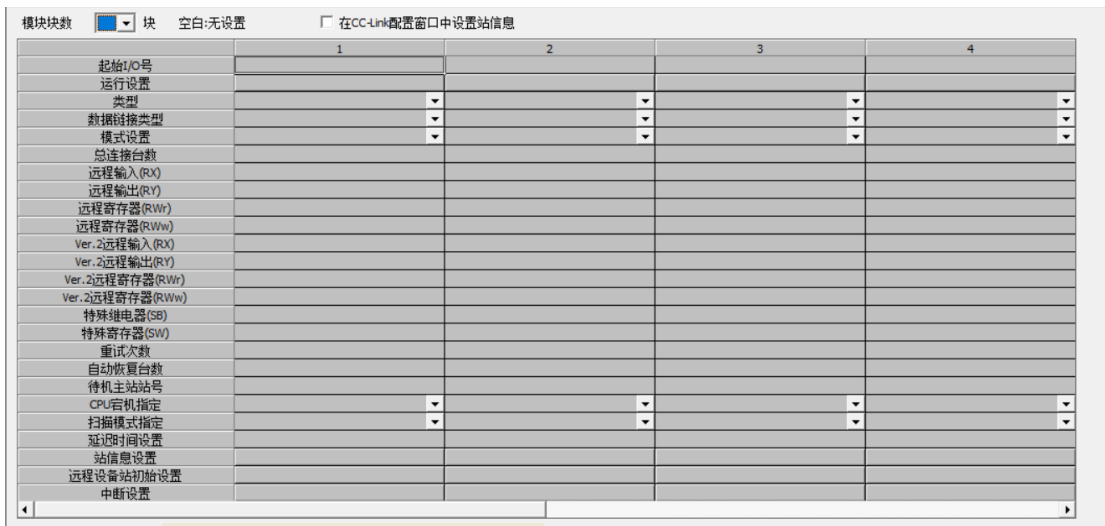 模块块数 块 空白:无设置 在CC-Link配置窗口中设置站信息
1 2 3 4
起始I/O号
运行设置
类型
数据链接类型
模式设置
总连接台数
远程输入(RX)
远程输出(RY)
远程寄存器(RWr)
远程寄存器(RWw)
Ver.2远程输入(RX)
Ver.2远程输出(RY)
Ver.2远程寄存器(RWr)
Ver.2远程寄存器(RWw)
特殊继电器(SB)
特殊寄存器(SW)
重试次数
自动恢复台数
待机主站站号
CPU宕机指定
扫描模式指定
延迟时间设置
站信息设置
远程设备站初始设置
中断设置